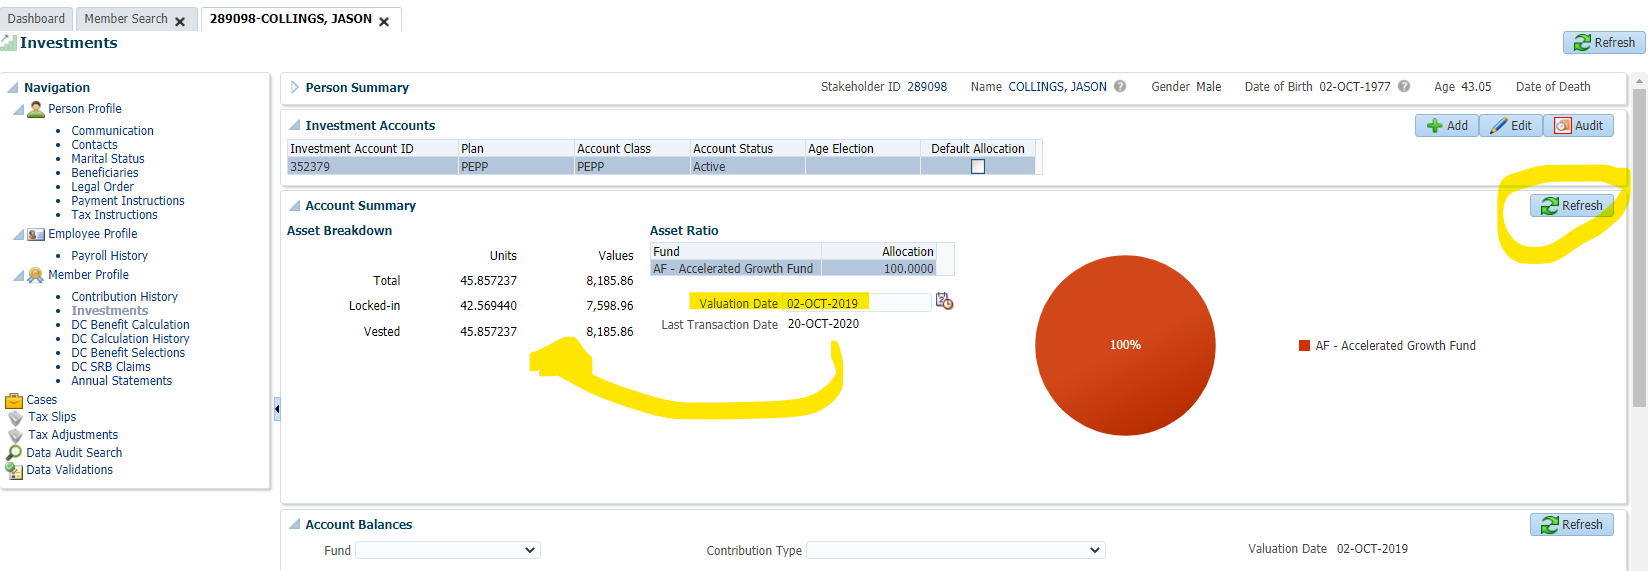 Dashboard Member Search 289098-COLLINGS, JASON
Investments Refresh
Navigation
Person Profile
Communication
Contacts
Marital Status
Beneficiaries
Legal Order
Payment Instructions
Tax Instructions
Employee Profile
Payroll History
Member Profile
Contribution History
Investments
DC Benefit Calculation
DC Calculation History
DC Benefit Selections
DC SRB Claims
Annual Statements
Cases
Tax Slips
Tax Adjustments
Data Audit Search
Data Validations
Person Summary Stakeholder ID 289098 Name COLLINGS, JASON Gender Male Date of Birth 02-OCT-1977 Age 43.05 Date of Death
Investment Accounts Add Edit Audit
Investment Account ID Plan Account Class Account Status Age Election Default Allocation
352379 PEPP PEPP Active
Account Summary Refresh
Asset Breakdown
Units Values
Total 45.857237 8,185.86
Locked-in 42.569440 7,598.96
Vested 45.857237 8,185.86
Asset Ratio
Fund Allocation
AF - Accelerated Growth Fund 100.0000
Valuation Date 02-OCT-2019
Last Transaction Date 20-OCT-2020
100%
AF - Accelerated Growth Fund
Account Balances Refresh
Fund Contribution Type Valuation Date 02-OCT-2019